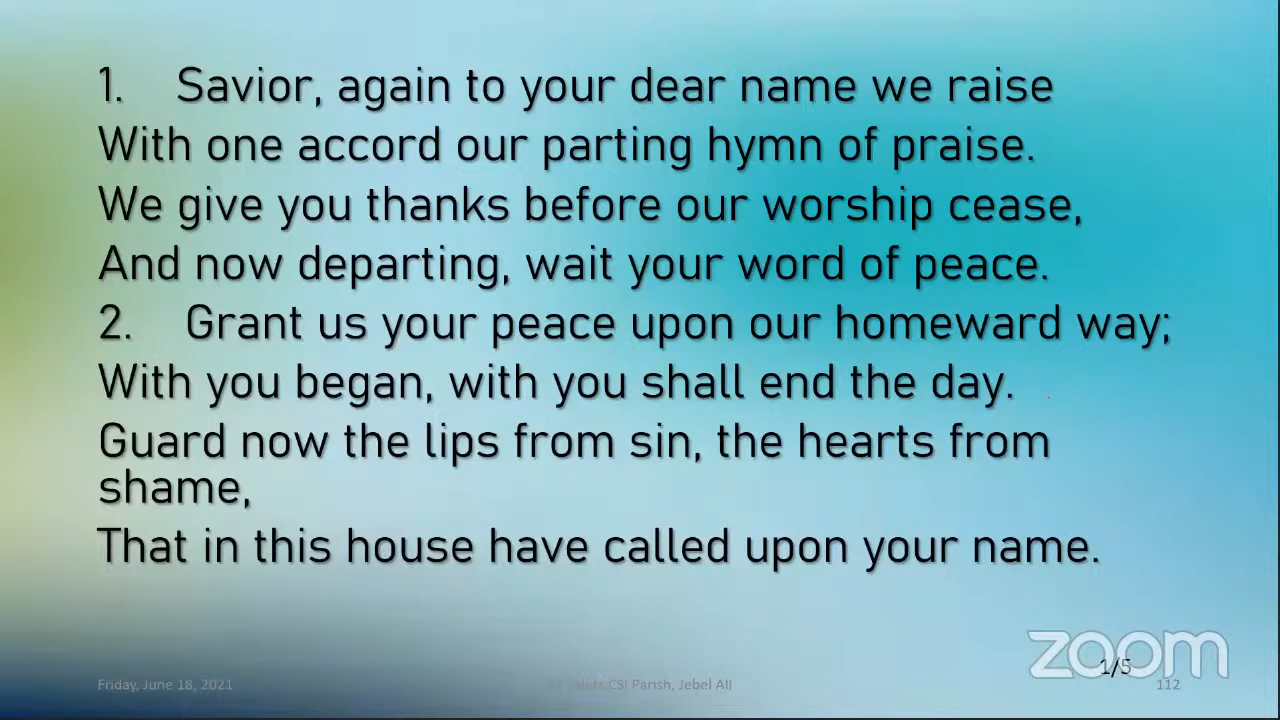 1. Savior, again to your dear name we raise
With one accord our parting hymn of praise.
We give you thanks before our worship cease,
And now departing, wait your word of peace.
2. Grant us your peace upon our homeward way;
With you began, with you shall end the day.
Guard now the lips from sin, the hearts from
shame,
That in this house have called upon your name.
zoom
1/5
Friday, June 18, 2021
CSI Parish, Jebel Ali
112